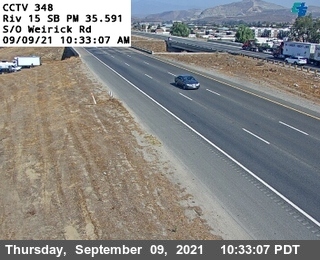 CCTV 348
Riv 15 SB PM 35.591
S/O Weirick Rd
09/09/21 10:33:07 AM
Thursday, September 09, 2021 10:33:07 PDT